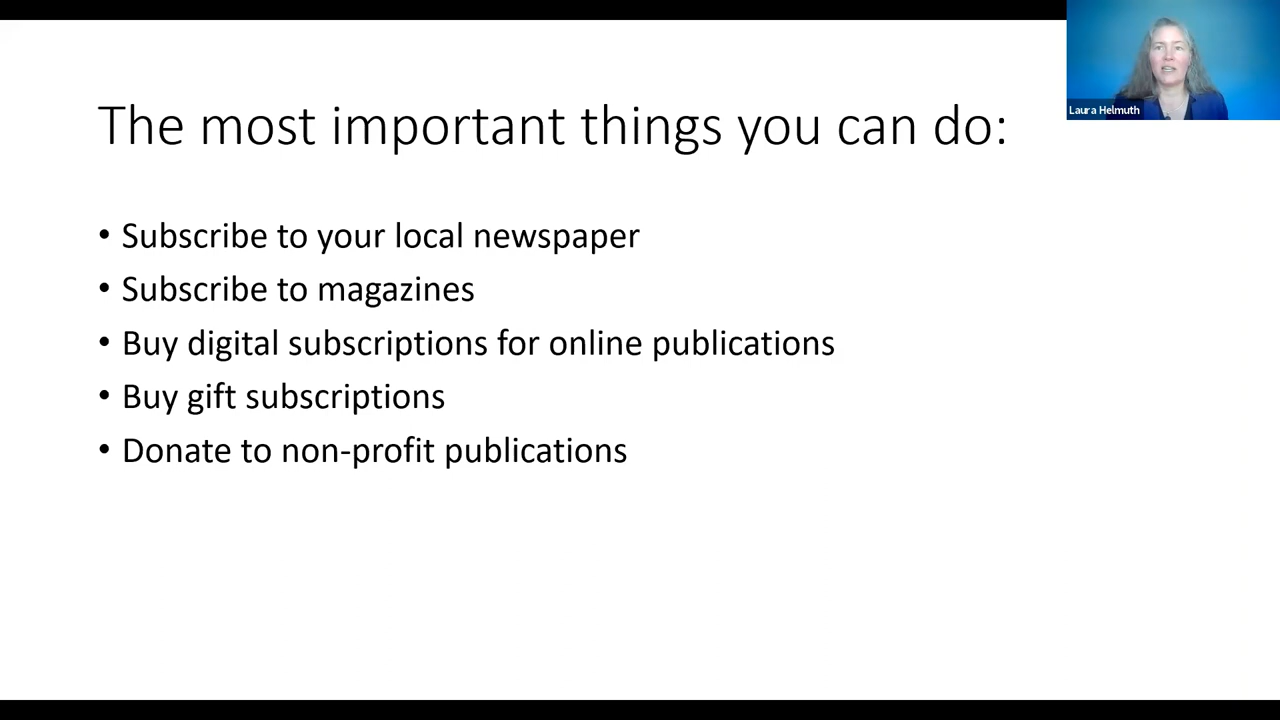 The most important things you can do:
• Subscribe to your local newspaper
• Subscribe to magazines
• Buy digital subscriptions for online publications
• Buy gift subscriptions
• Donate to non-profit publications
Laura Helmuth